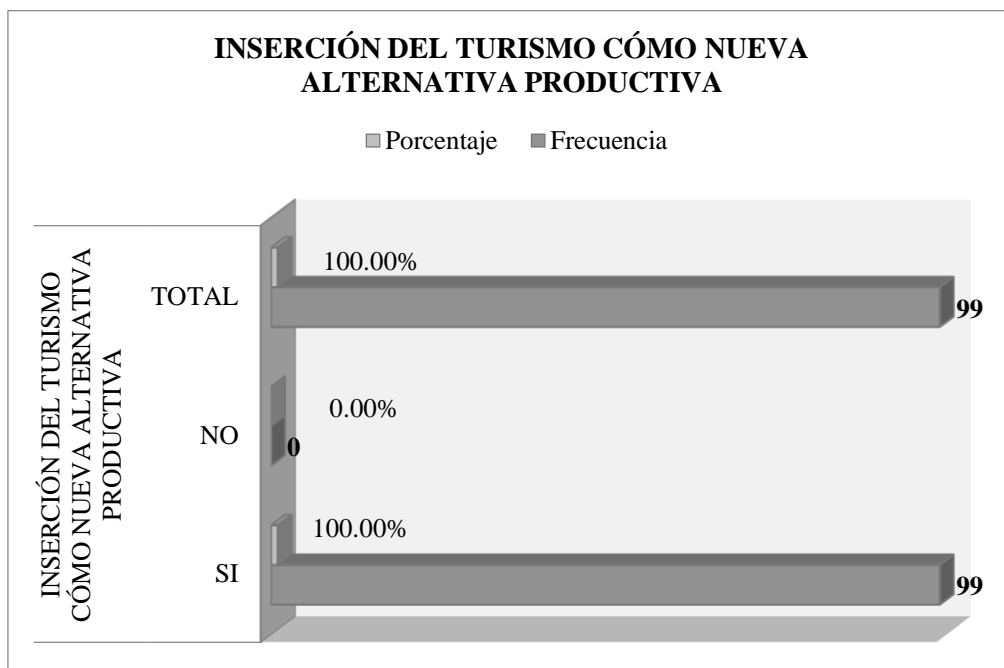 INSERCIÓN DEL TURISMO CÓMO NUEVA
ALTERNATIVA PRODUCTIVA
Porcentaje
Frecuencia
INSERCIÓN DEL TURISMO
CÓMO NUEVA ALTERNATIVA
PRODUCTIVA
TOTAL
100.00%
99
NO
0.00%
0
SI
100.00%
99